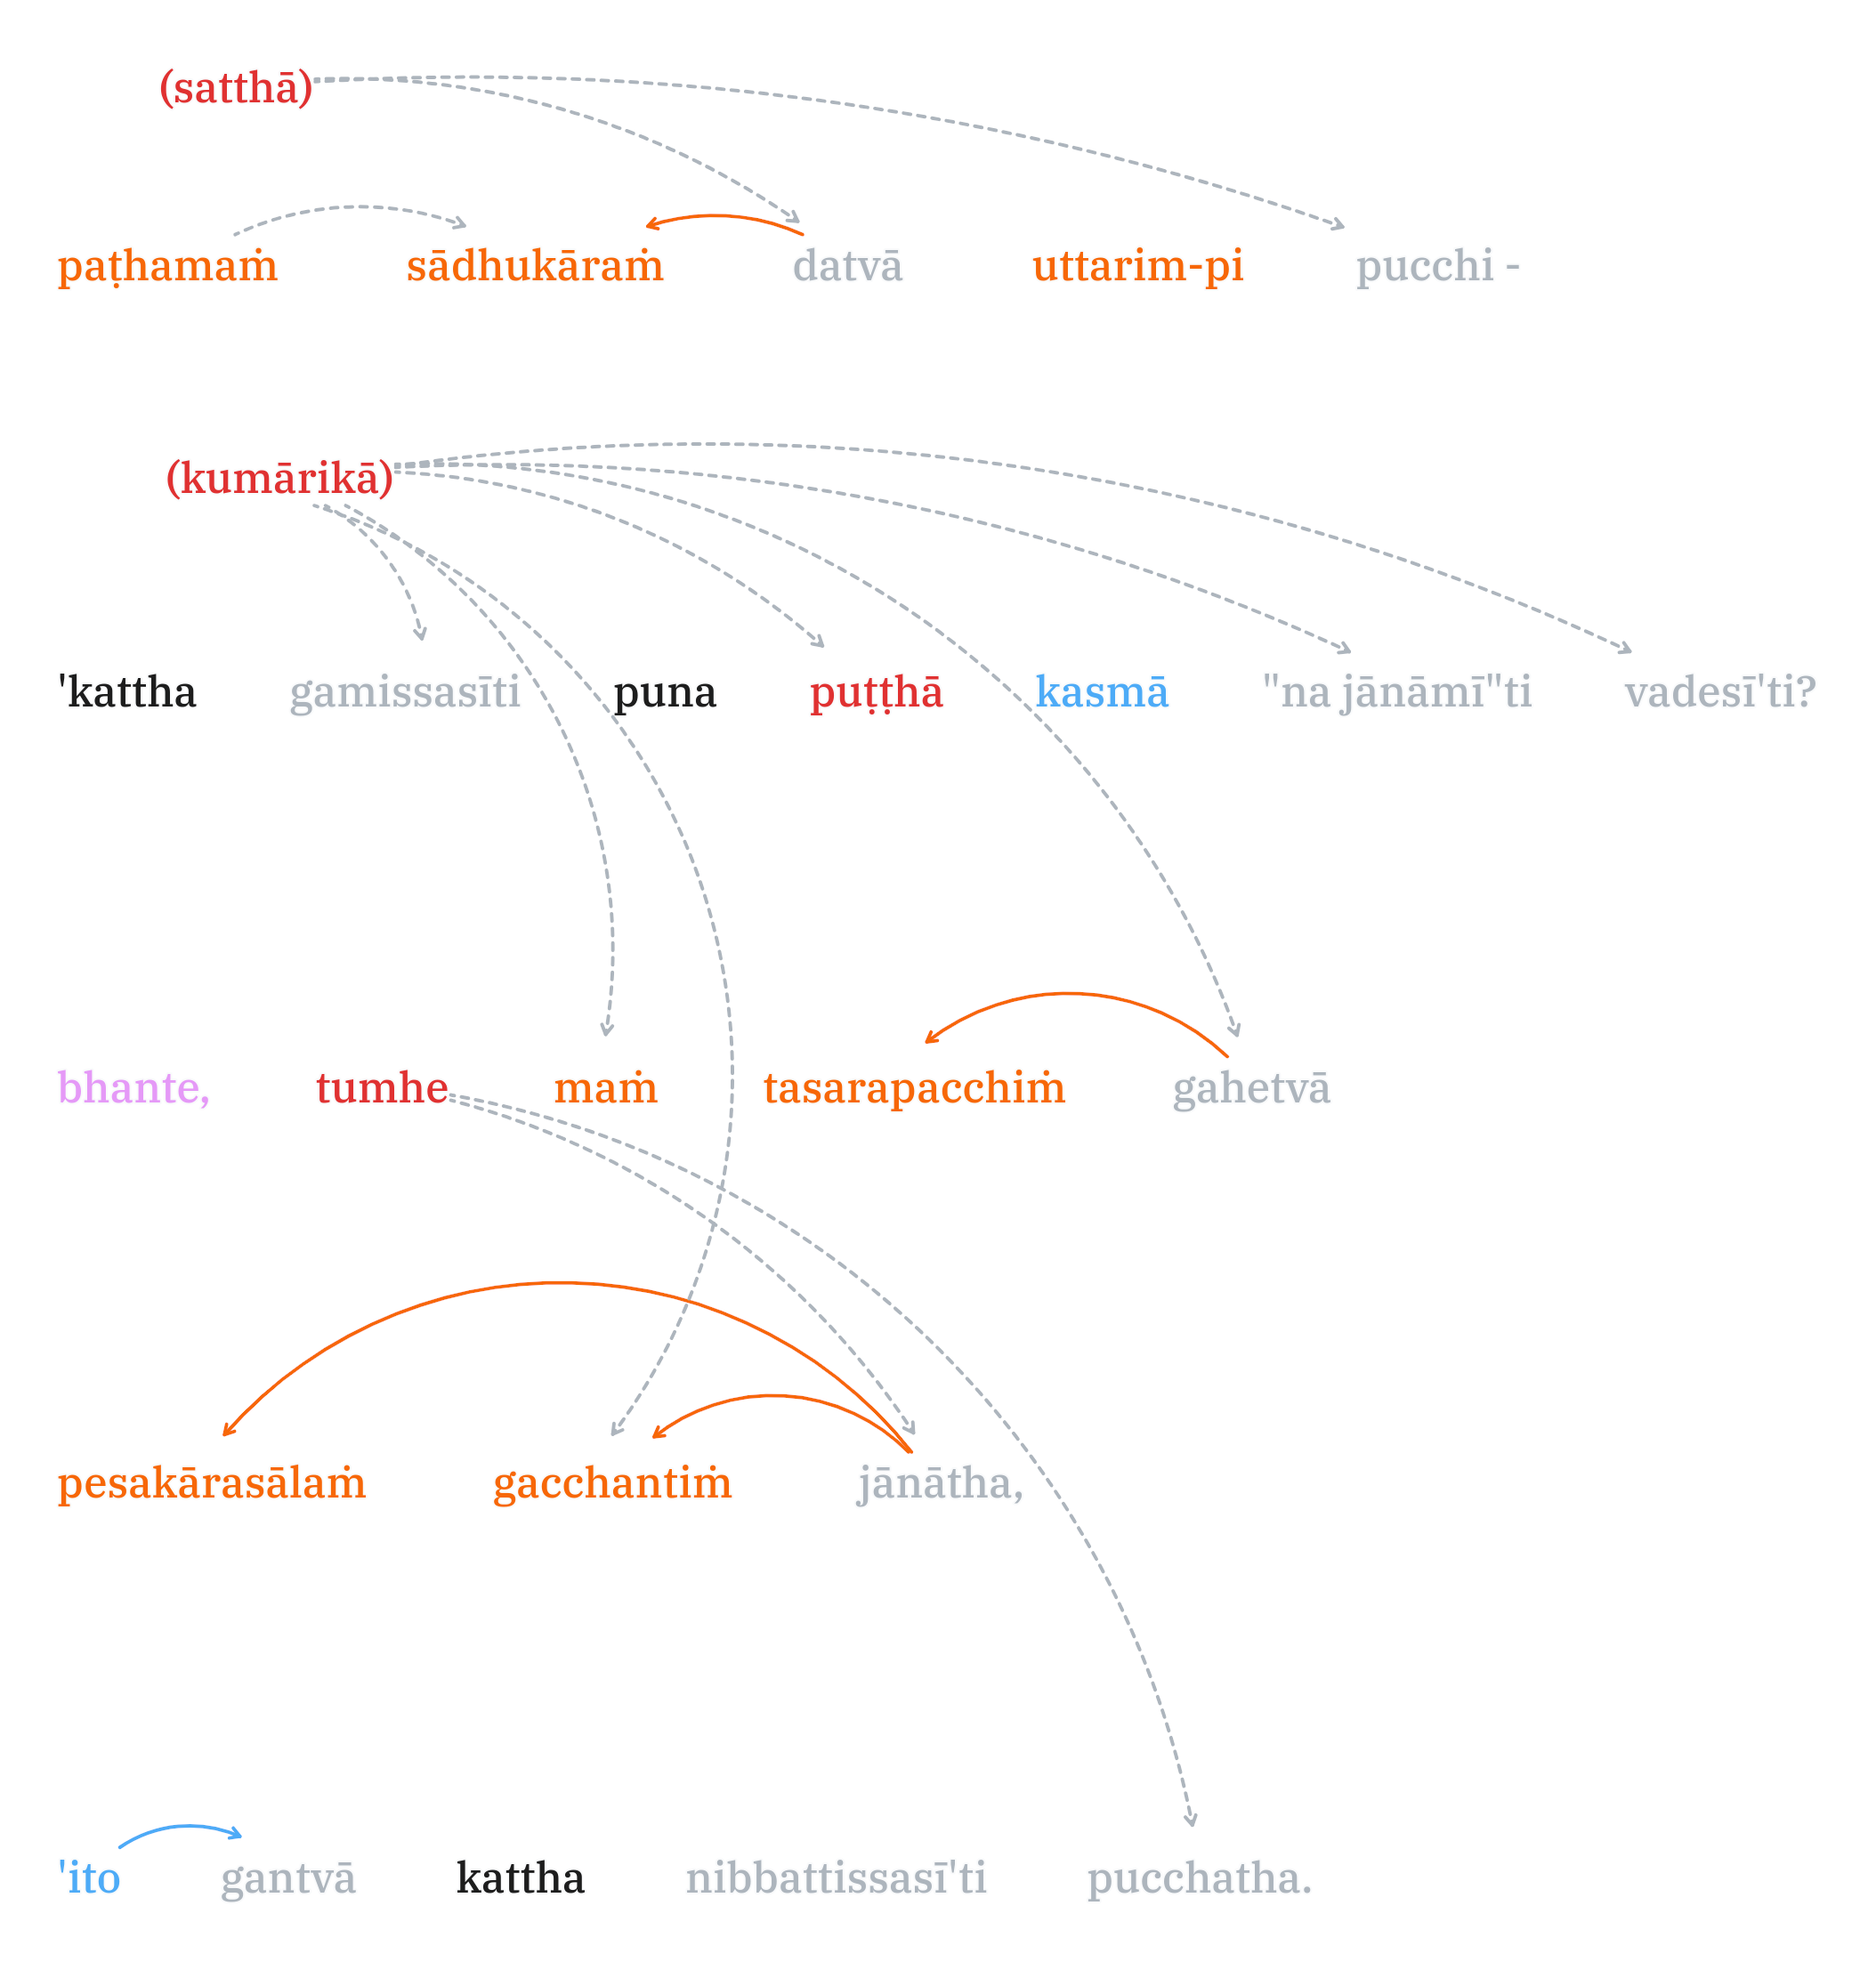 (satthā)
paṭhamaṁ sādhukāraṁ datvā uttarim-pi pucchi -
(kumārikā)
'kattha gamissasīti puna puṭṭhā kasmā "na jānāmī"ti vadesī'ti?
bhante, tumhe maṁ tasarapacchiṁ gahetvā
pesakārasālaṁ gacchantiṁ jānātha,
'ito gantvā kattha nibbattissasī'ti pucchatha.